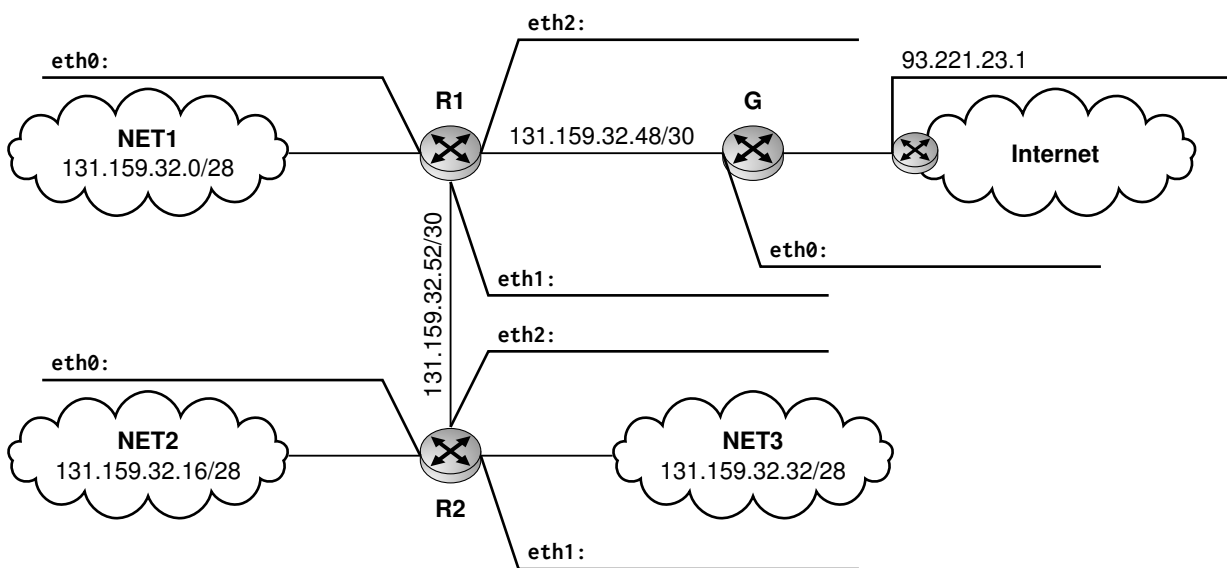 eth2:
eth0:
93.221.23.1
R1
G
NET1
131.159.32.0/28
131.159.32.48/30
Internet
131.159.32.52/30
eth0:
eth1:
eth2:
eth0:
NET2
131.159.32.16/28
NET3
131.159.32.32/28
R2
eth1: